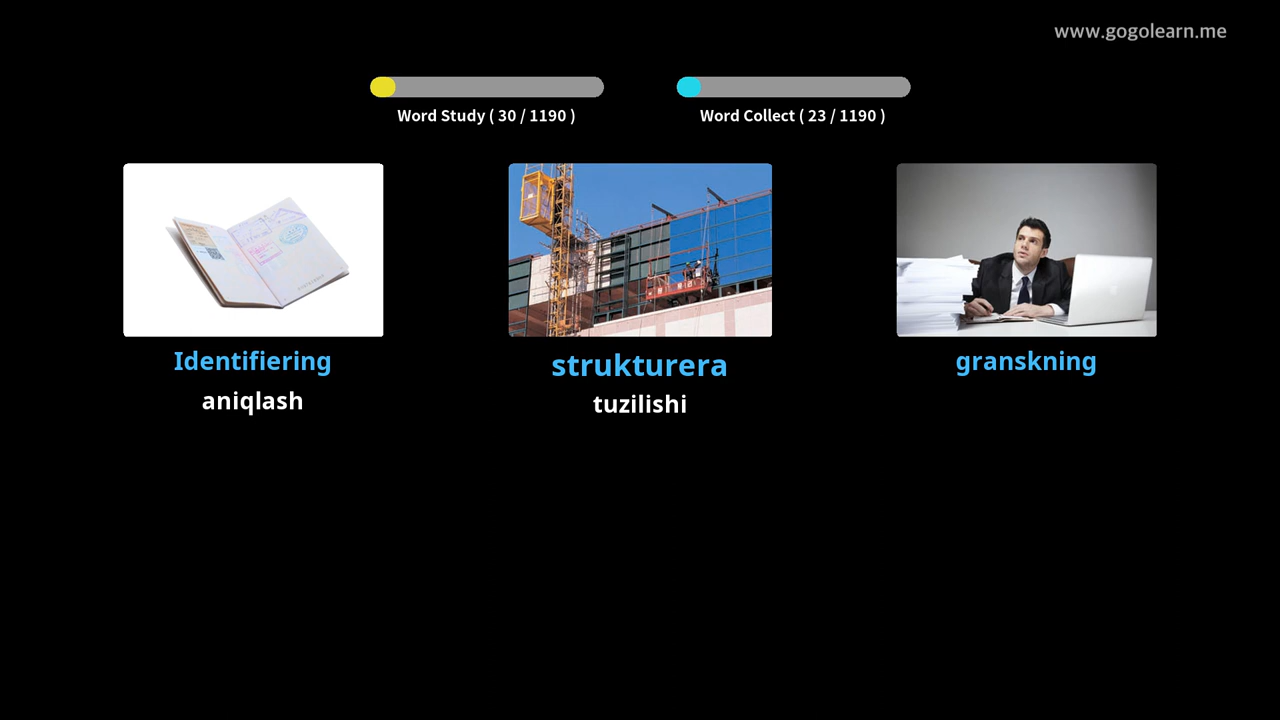 www.gogolearn.me
Word Study ( 30 / 1190 )
Word Collect ( 23 / 1190 )
Identifiering
strukturera
granskning
aniqlash
tuzilishi